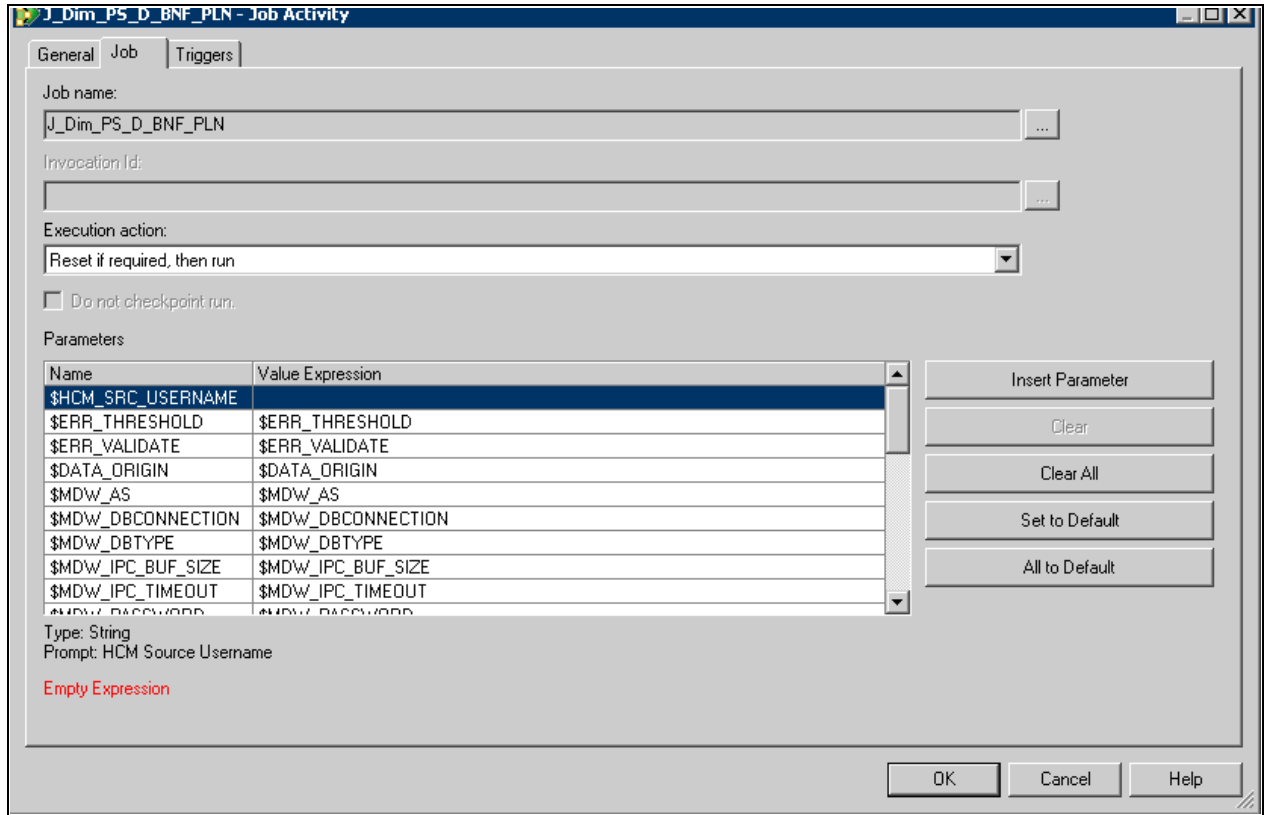 J_Dim_PS_D_BNF_PLN - Job Activity
General Job Triggers
Job name:
J_Dim_PS_D_BNF_PLN ...
Invocation Id:
...
Execution action:
Reset if required, then run
Do not checkpoint run.
Parameters
Name Value Expression
$HCM_SRC_USERNAME
$ERR_THRESHOLD $ERR_THRESHOLD
$ERR_VALIDATE $ERR_VALIDATE
$DATA_ORIGIN $DATA_ORIGIN
$MDW_AS $MDW_AS
$MDW_DBCONNECTION $MDW_DBCONNECTION
$MDW_DBTYPE $MDW_DBTYPE
$MDW_IPC_BUF_SIZE $MDW_IPC_BUF_SIZE
$MDW_IPC_TIMEOUT $MDW_IPC_TIMEOUT
$MDW_PASSWORD $MDW_PASSWORD
Insert Parameter
Clear
Clear All
Set to Default
All to Default
Type: String
Prompt: HCM Source Username
Empty Expression
OK Cancel Help